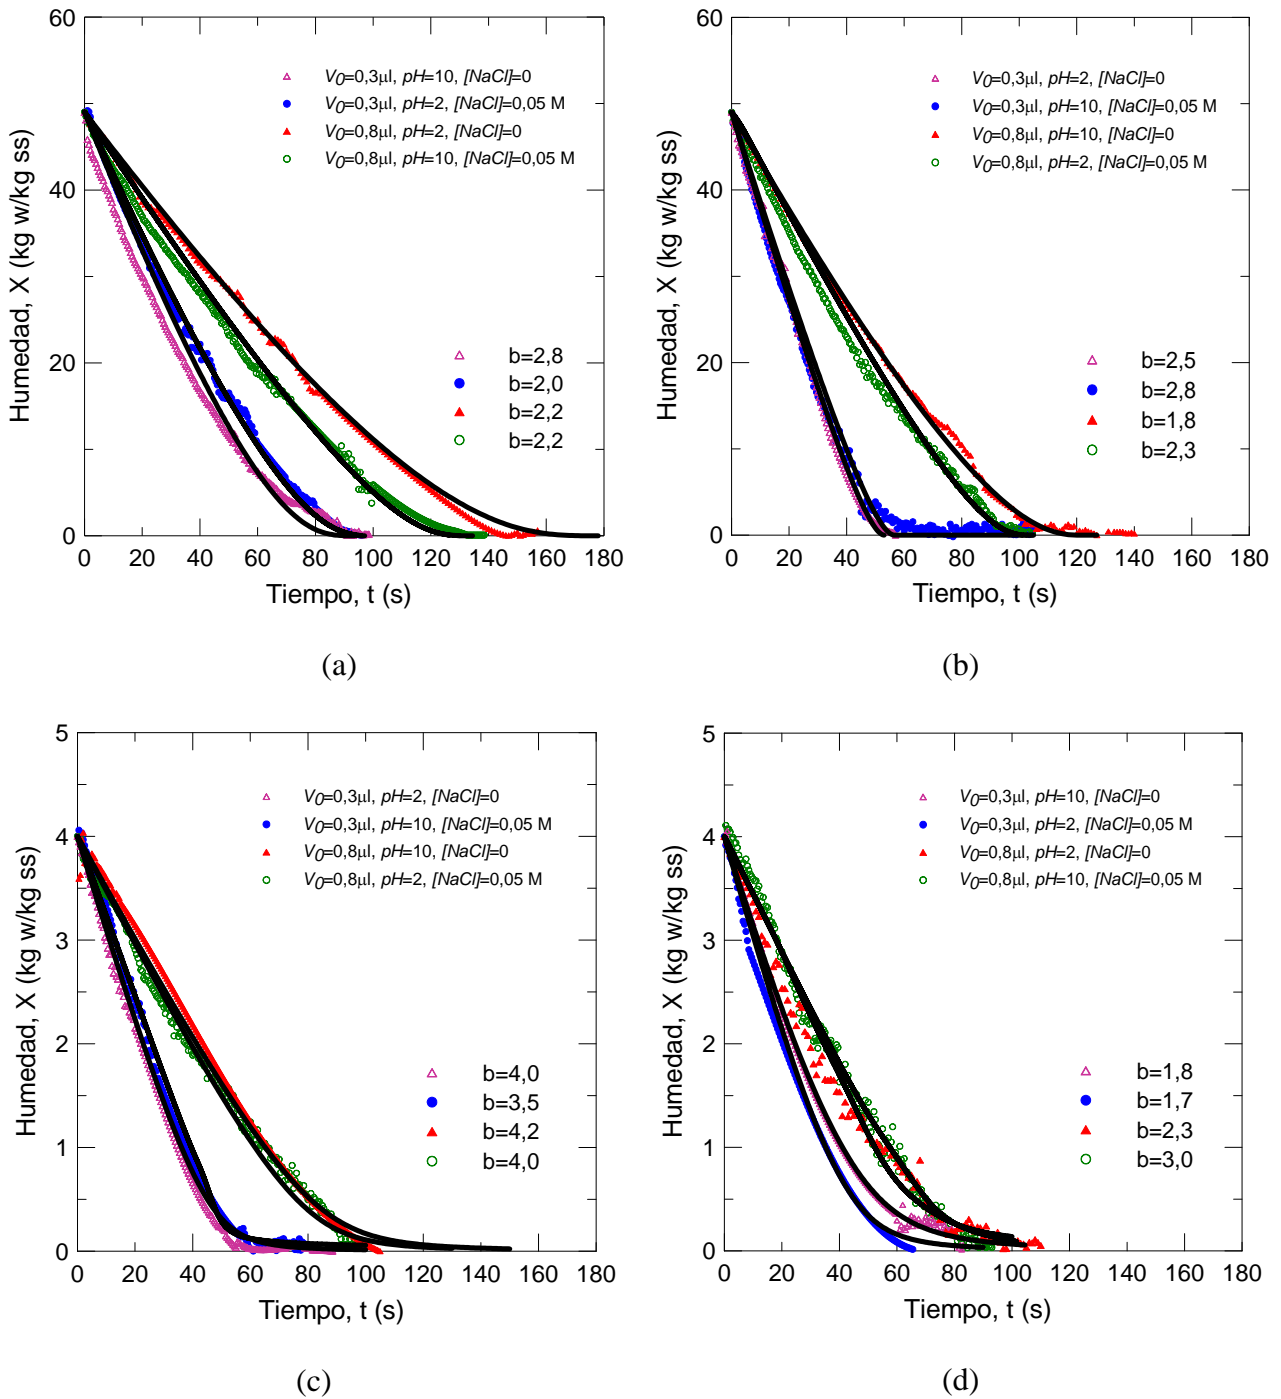 60
40
20
0
Humedad, X (kg w/kg ss)
V0=0,3µl, pH=10, [NaCl]=0
V0=0,3µl, pH=2, [NaCl]=0,05 M
V0=0,8µl, pH=2, [NaCl]=0
V0=0,8µl, pH=10, [NaCl]=0,05 M
b=2,8
b=2,0
b=2,2
b=2,2
0 20 40 60 80 100 120 140 160 180
Tiempo, t (s)
(a)
60
40
20
0
Humedad, X (kg w/kg ss)
V0=0,3µl, pH=2, [NaCl]=0
V0=0,3µl, pH=10, [NaCl]=0,05 M
V0=0,8µl, pH=10, [NaCl]=0
V0=0,8µl, pH=2, [NaCl]=0,05 M
b=2,5
b=2,8
b=1,8
b=2,3
0 20 40 60 80 100 120 140 160 180
Tiempo, t (s)
(b)
5
4
3
2
1
0
Humedad, X (kg w/kg ss)
V0=0,3µl, pH=2, [NaCl]=0
V0=0,3µl, pH=10, [NaCl]=0,05 M
V0=0,8µl, pH=10, [NaCl]=0
V0=0,8µl, pH=2, [NaCl]=0,05 M
b=4,0
b=3,5
b=4,2
b=4,0
0 20 40 60 80 100 120 140 160 180
Tiempo, t (s)
(c)
5
4
3
2
1
0
Humedad, X (kg w/kg ss)
V0=0,3µl, pH=10, [NaCl]=0
V0=0,3µl, pH=2, [NaCl]=0,05 M
V0=0,8µl, pH=2, [NaCl]=0
V0=0,8µl, pH=10, [NaCl]=0,05 M
b=1,8
b=1,7
b=2,3
b=3,0
0 20 40 60 80 100 120 140 160 180
Tiempo, t (s)
(d)